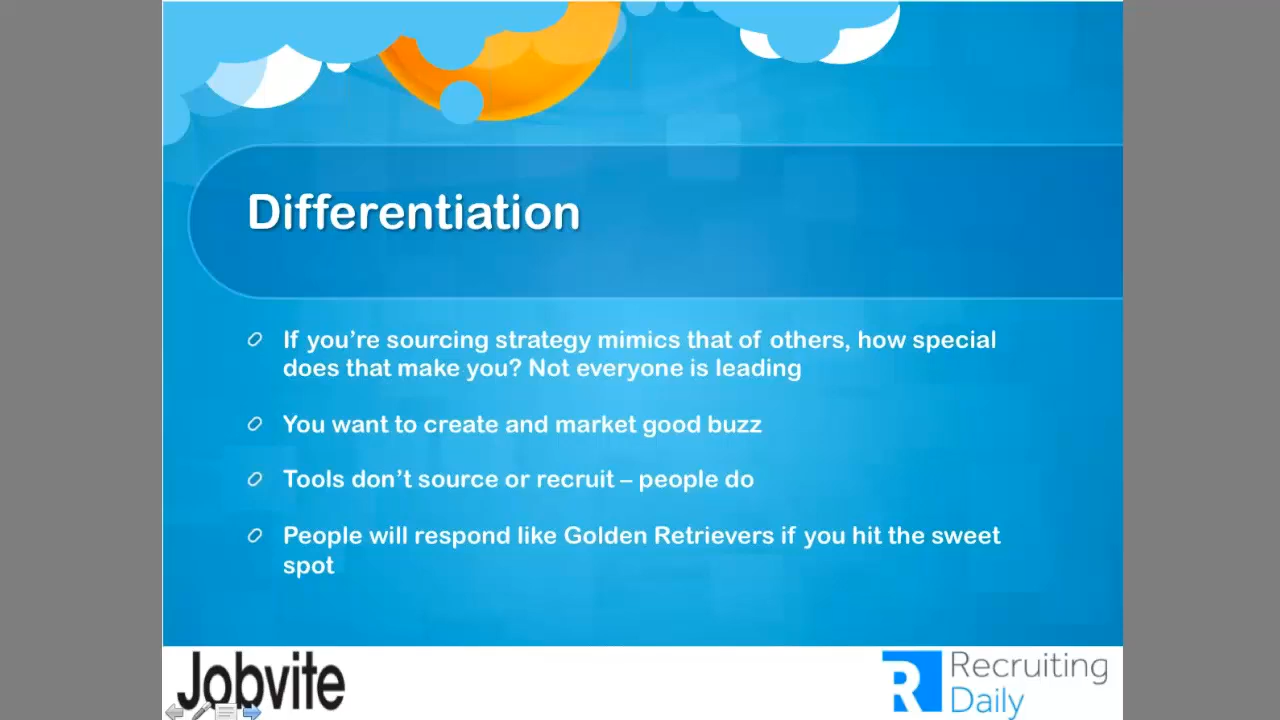 Differentiation
If you’re sourcing strategy mimics that of others, how special
does that make you? Not everyone is leading
You want to create and market good buzz
Tools don’t source or recruit – people do
People will respond like Golden Retrievers if you hit the sweet
spot
Jobvite
R Recruiting
Daily